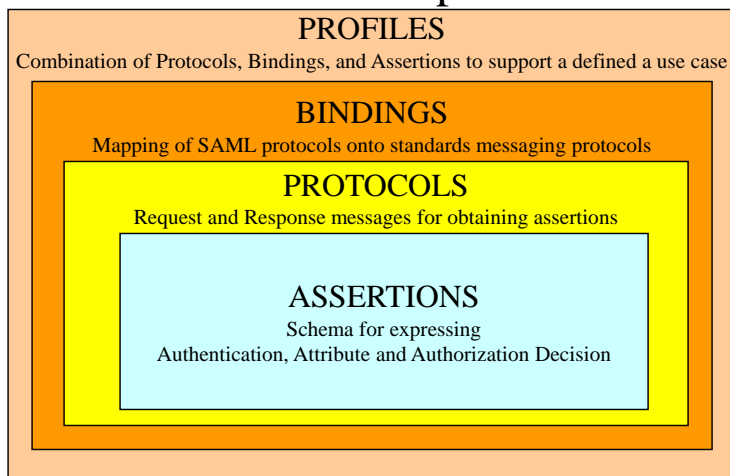 PROFILES
Combination of Protocols, Bindings, and Assertions to support a defined a use case
BINDINGS
Mapping of SAML protocols onto standards messaging protocols
PROTOCOLS
Request and Response messages for obtaining assertions
ASSERTIONS
Schema for expressing
Authentication, Attribute and Authorization Decision